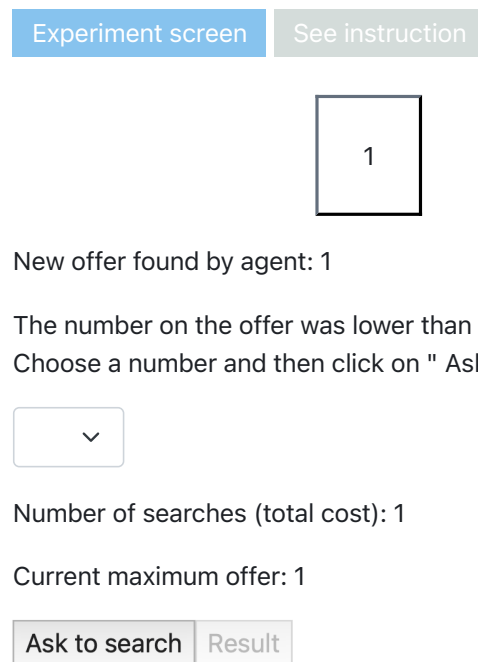 Experiment screen See instruction
1
New offer found by agent: 1
The number on the offer was lower than
Choose a number and then click on " Asl
Number of searches (total cost): 1
Current maximum offer: 1
Ask to search Result